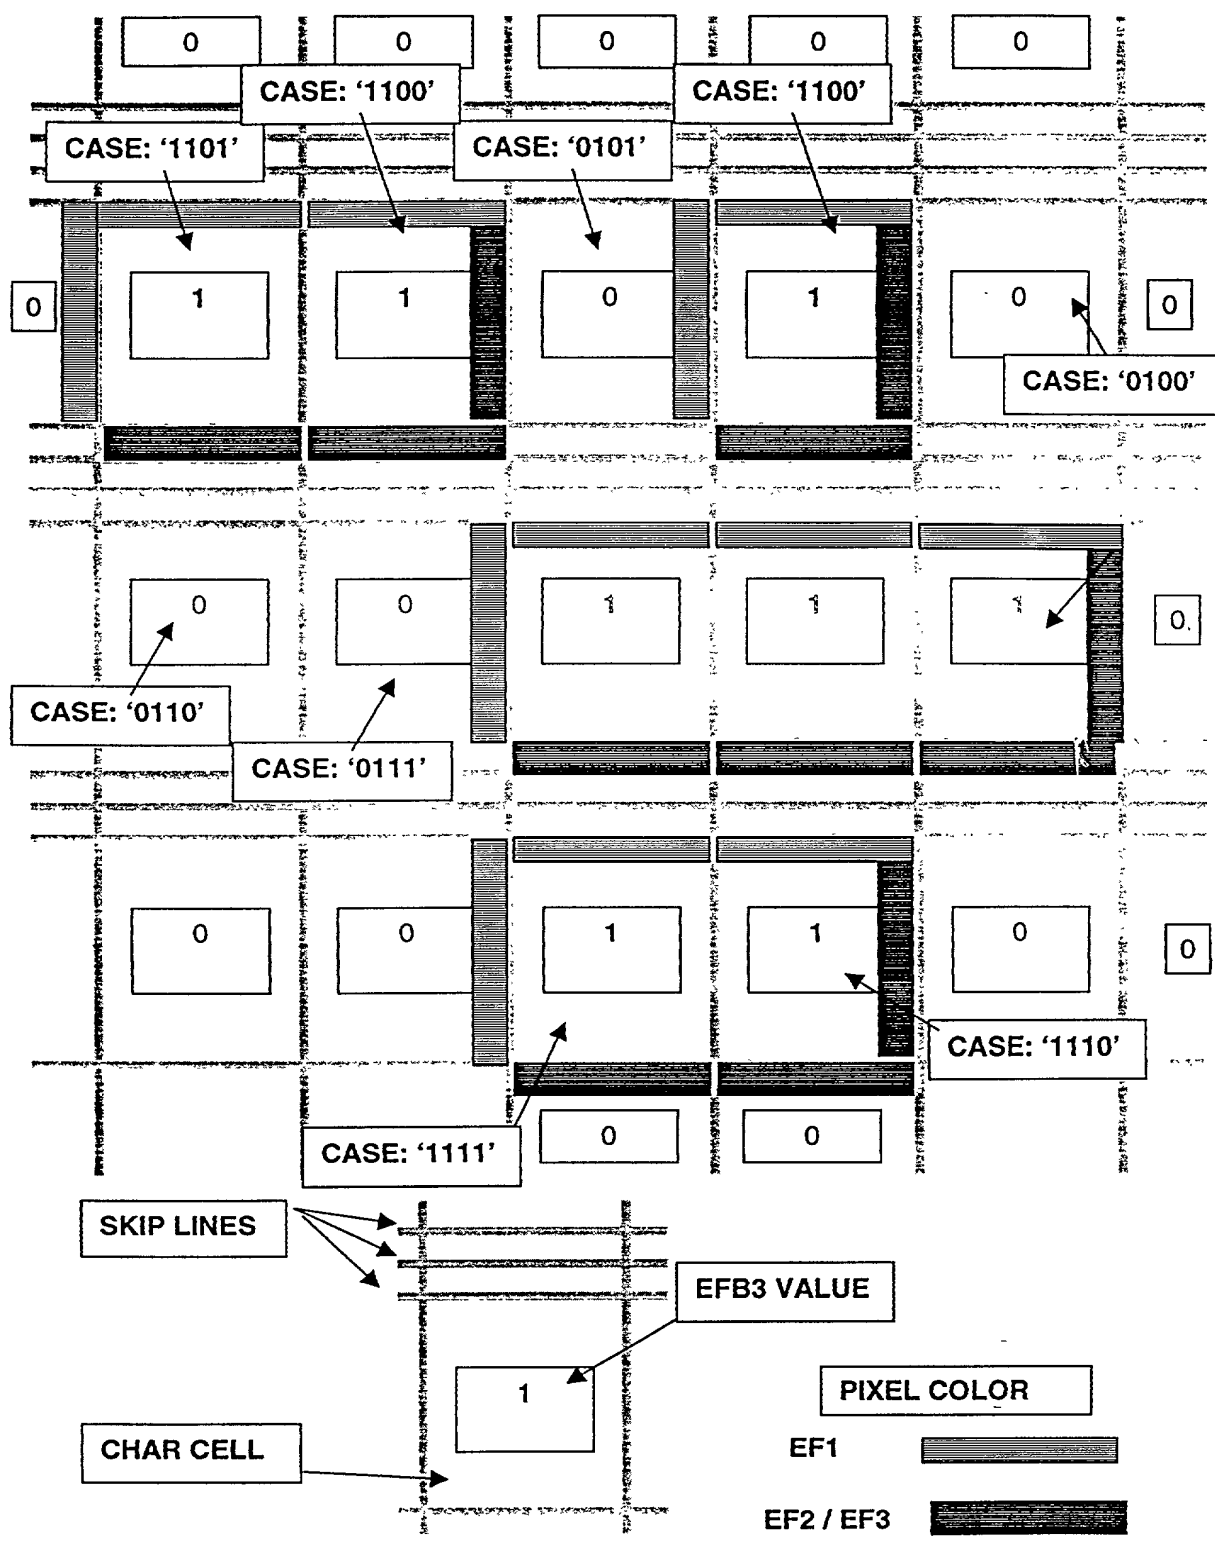 0 0 0 0 0
CASE: '1100' CASE: '1100'
CASE: '1101' CASE: '0101'
0 1 1 0 1 0 0
CASE: '0100'
0 0 1 1 1 0.
CASE: '0110'
CASE: '0111'
0 0 1 1 0 0
CASE: '1110'
0 0
CASE: '1111'
SKIP LINES
EFB3 VALUE
1
PIXEL COLOR
CHAR CELL
EF1
EF2 / EF3